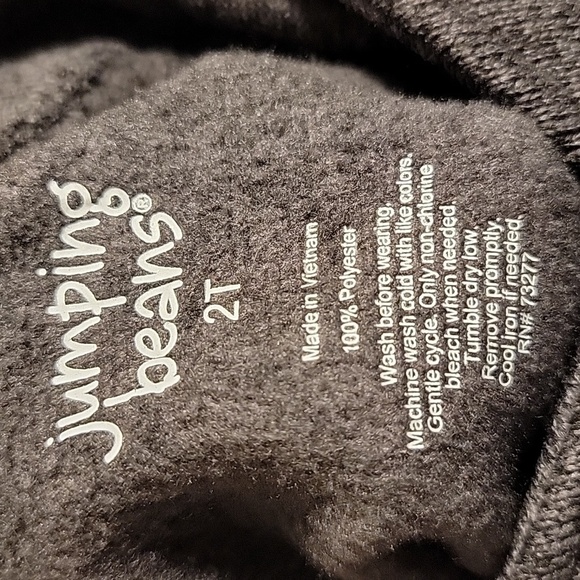 jumping
beans®
2T
Made in Vietnam
100% Polyester
Wash before wearing.
Machine wash cold with like colors.
Gentle cycle. Only non-chlorine
bleach when needed.
Tumble dry low.
Remove promptly.
Cool iron if needed.
RN# 73277